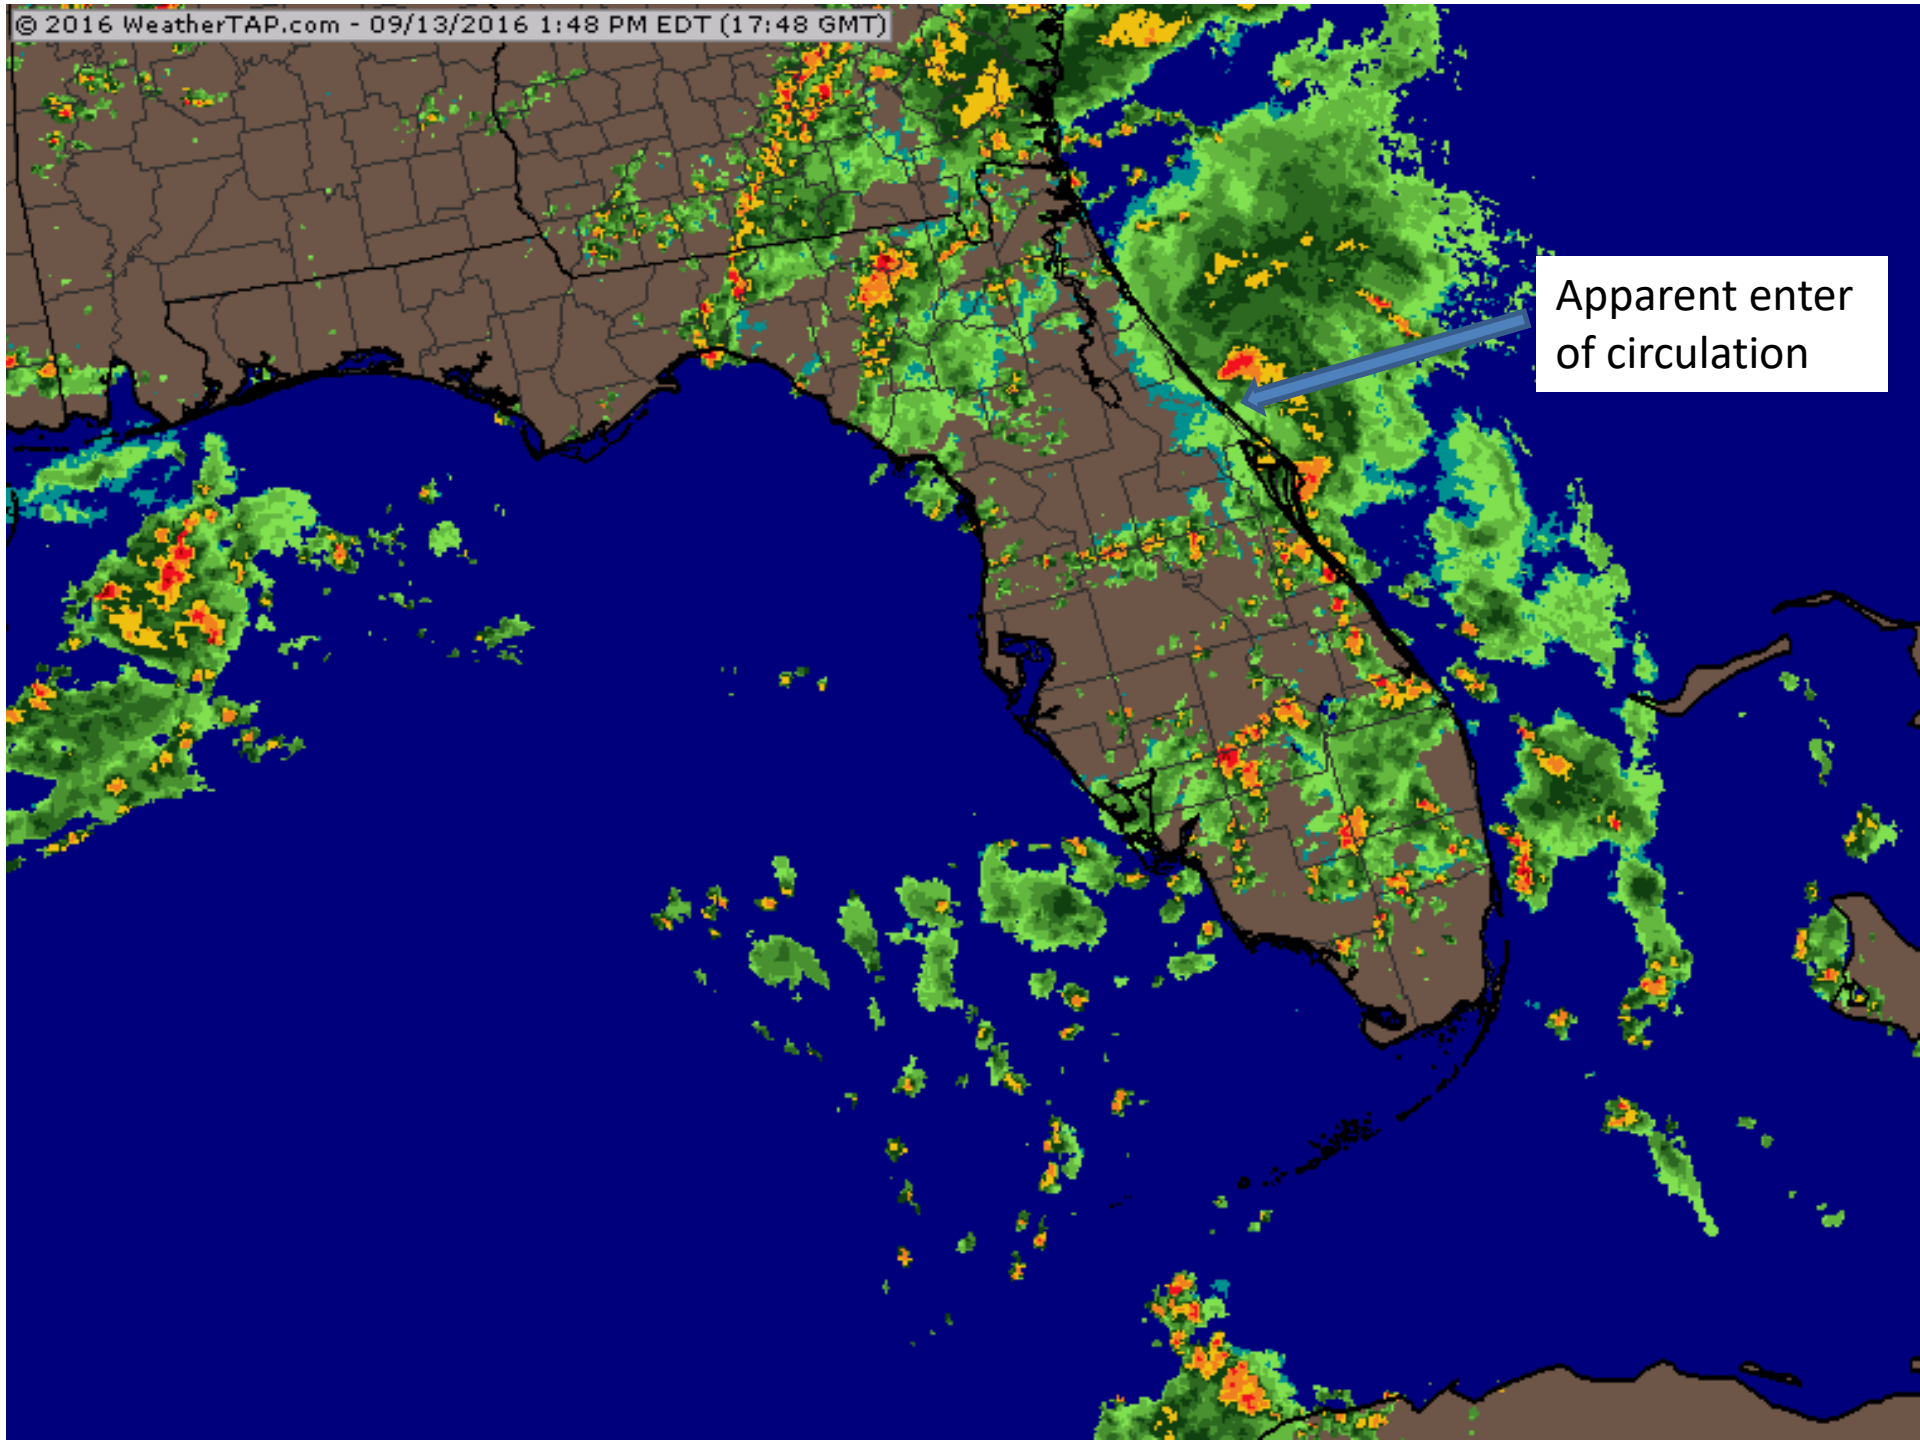 © 2016 WeatherTAP.com - 09/13/2016 1:48 PM EDT (17:48 GMT)
Apparent enter
of circulation